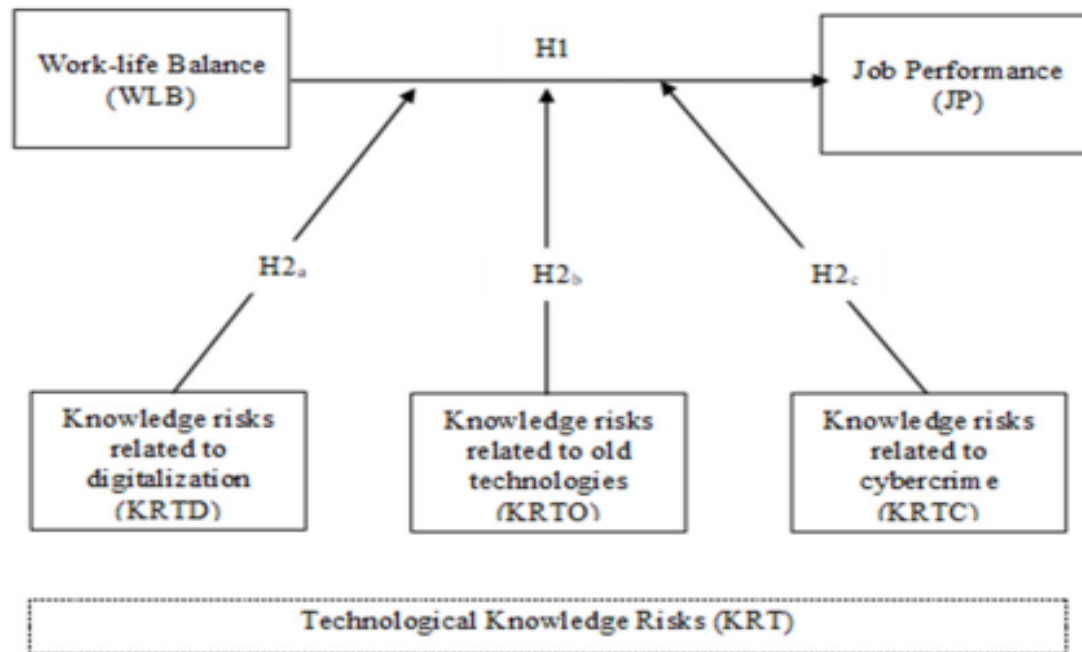 H1
Work-life Balance
(WLB)
Job Performance
(JP)
H2a
H2b
H2c
Knowledge risks
related to
digitalization
(KRTD)
Knowledge risks
related to old
technologies
(KRTO)
Knowledge risks
related to
cybercrime
(KRTC)
Technological Knowledge Risks (KRT)